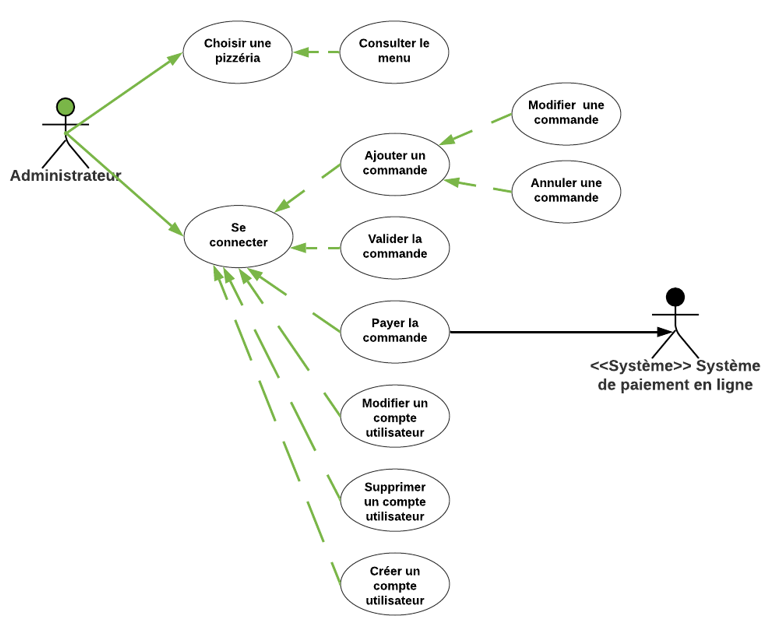 Choisir une
pizzéria
Consulter le
menu
Administrateur
Modifier une
commande
Ajouter un
commande
Annuler une
commande
Se
connecter
Valider la
commande
Payer la
commande
<<Système>> Système
de paiement en ligne
Modifier un
compte
utilisateur
Supprimer
un compte
utilisateur
Créer un
compte
utilisateur